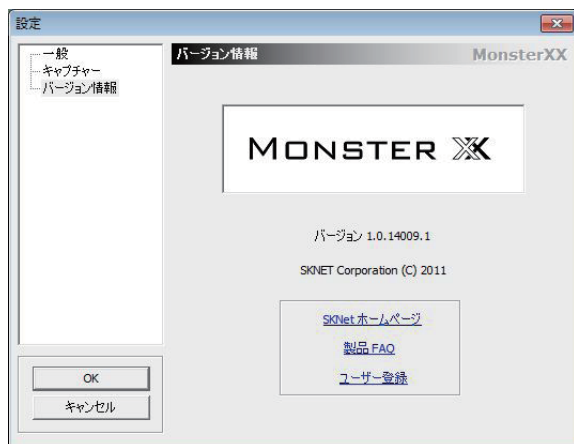 設定
一般
キャプチャー
バージョン情報
バージョン情報 MonsterXX
MONSTER XX
バージョン 1.0.14009.1
SKNET Corporation (C) 2011
SKNet ホームページ
製品 FAQ
ユーザー登録
OK
キャンセル